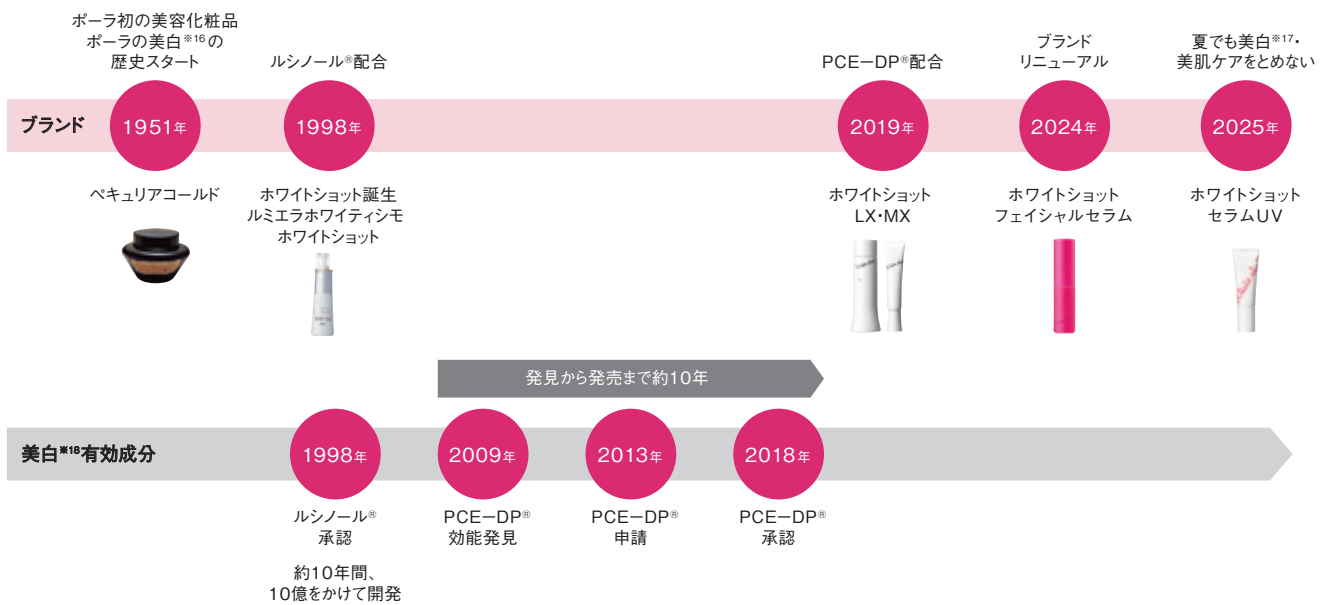 ポーラ初の美容化粧品
ポーラの美白※16の
歴史スタート
ルシノール®配合
PCE－DP®配合
ブランド
リニューアル
夏でも美白※17・
美肌ケアをとめない
ブランド
1951年
1998年
2019年
2024年
2025年
ペキュリアコールド
ホワイトショット誕生
ルミエラホワイティシモ
ホワイトショット
ホワイトショット
LX・MX
ホワイトショット
フェイシャルセラム
ホワイトショット
セラムUV
発見から発売まで約10年
美白※18有効成分
1998年
2009年
2013年
2018年
ルシノール®
承認
約10年間、
10億をかけて開発
PCE－DP®
効能発見
PCE－DP®
申請
PCE－DP®
承認